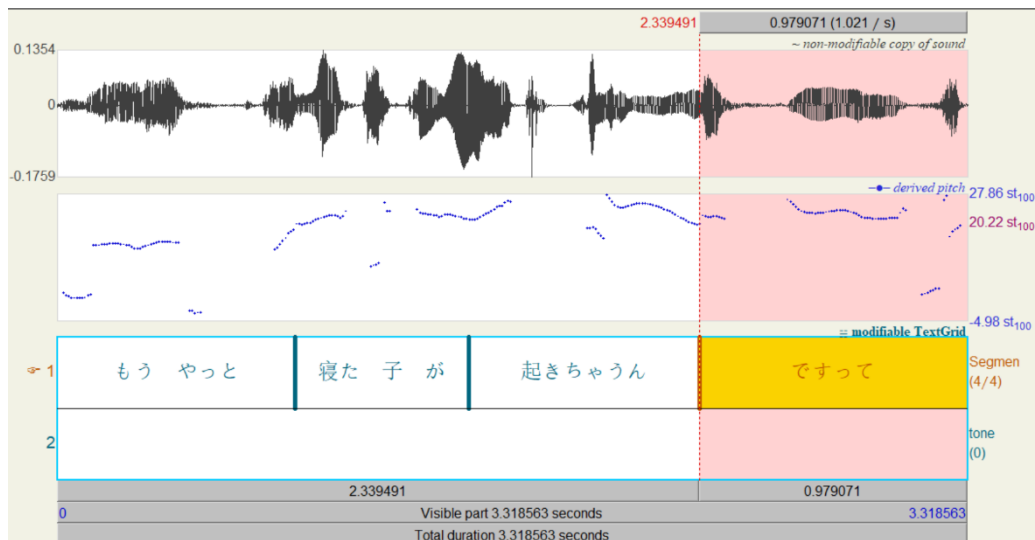 2.339491 0.979071 (1.021 / s)
~ non-modifiable copy of sound
0.1354
0
-0.1759
derived pitch
27.86 st100
20.22 st100
-4.98 st100
modifiable TextGrid
1 もう やっと 寝た 子 が 起きちゃうん ですって Segmen
(4/4)
2 tone
(0)
2.339491 0.979071
0 Visible part 3.318563 seconds 3.318563
Total duration 3.318563 seconds